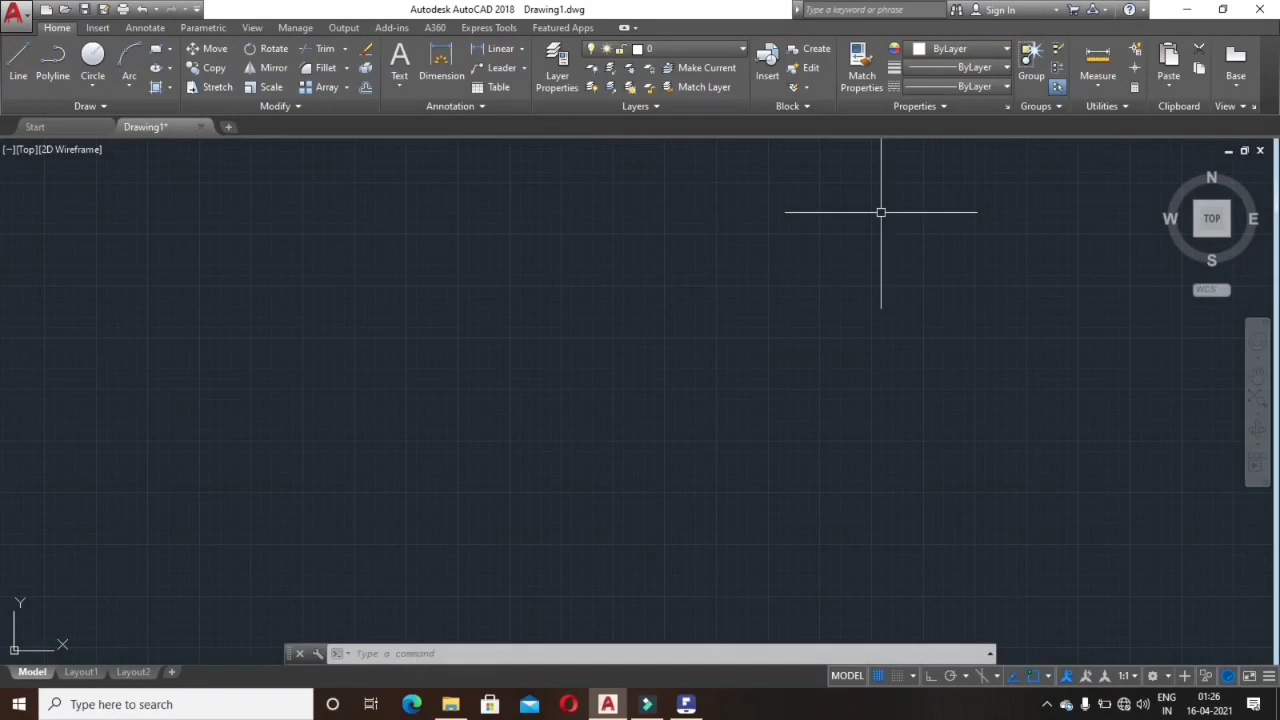 Autodesk AutoCAD 2018 Drawing1.dwg
Type a keyword or phrase
Sign In
Home Insert Annotate Parametric View Manage Output Add-ins A360 Express Tools Featured Apps
Line Polyline Circle Arc
Move Rotate Trim
Copy Mirror Fillet
Stretch Scale Array
Text Dimension
Linear
Leader
Table
Layer Properties
0
Make Current
Match Layer
Insert
Create
Edit
Match Properties
ByLayer
ByLayer
ByLayer
Group
Measure
Paste
Base
Draw Modify Annotation Layers Block Properties Groups Utilities Clipboard View
Start Drawing1*
[−][Top][2D Wireframe]
N
W TOP E
S
WCS
Y
X
Type a command
Model Layout1 Layout2
MODEL
1:1
Type here to search
ENG
IN
01:26
16-04-2021